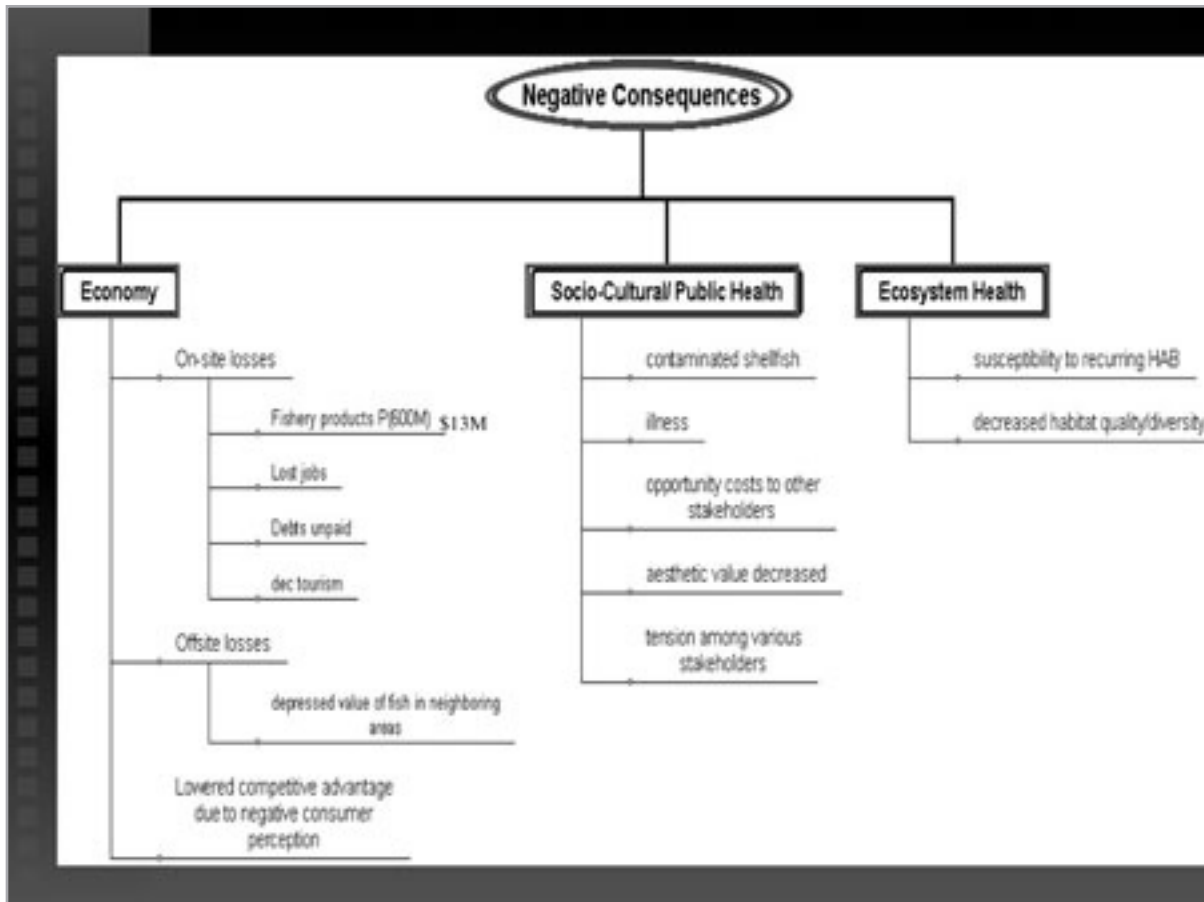 Negative Consequences
Economy
On-site losses
Fishery products P(600M) $13M
Lost jobs
Debts unpaid
dec tourism
Offsite losses
depressed value of fish in neighboring
areas
Lowered competitive advantage
due to negative consumer
perception
Socio-Cultural/ Public Health
contaminated shellfish
illness
opportunity costs to other
stakeholders
aesthetic value decreased
tension among various
stakeholders
Ecosystem Health
susceptibility to recurring HAB
decreased habitat quality/diversity